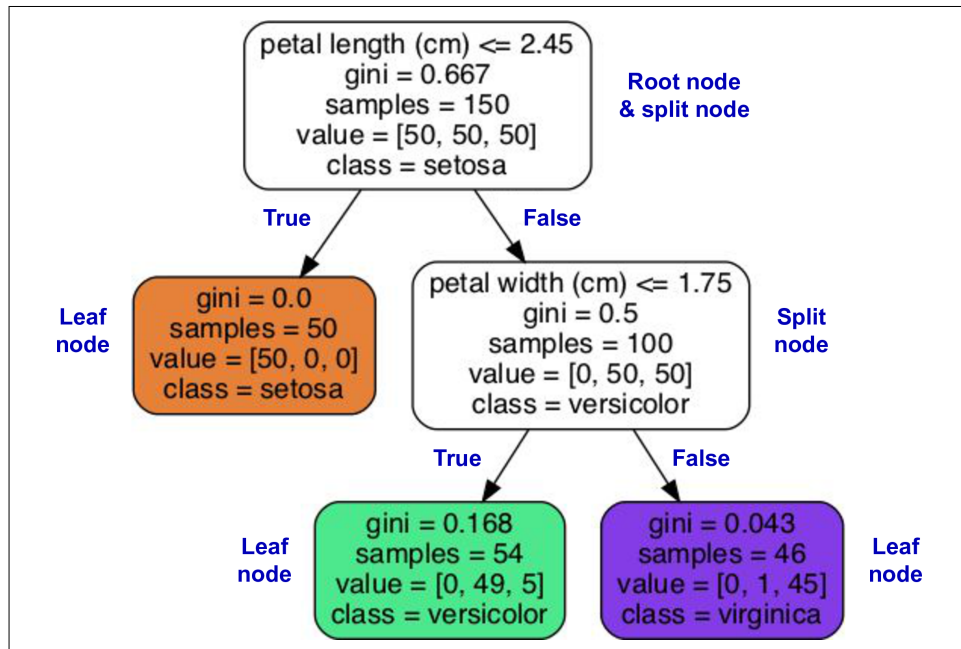 petal length (cm) <= 2.45
gini = 0.667
samples = 150
value = [50, 50, 50]
class = setosa
Root node
& split node
True
False
Leaf
node
gini = 0.0
samples = 50
value = [50, 0, 0]
class = setosa
petal width (cm) <= 1.75
gini = 0.5
samples = 100
value = [0, 50, 50]
class = versicolor
Split
node
True
False
Leaf
node
gini = 0.168
samples = 54
value = [0, 49, 5]
class = versicolor
gini = 0.043
samples = 46
value = [0, 1, 45]
class = virginica
Leaf
node